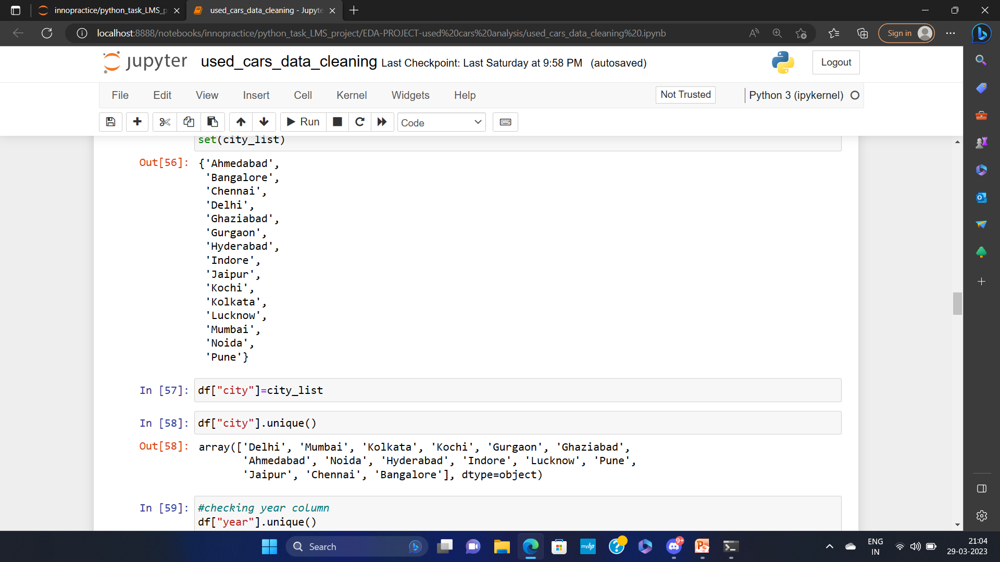 innopractice/python_task_LMS_p
used_cars_data_cleaning - Jupyte
localhost:8888/notebooks/innopractice/python_task_LMS_project/EDA-PROJECT-used%20cars%20analysis/used_cars_data_cleaning%20.ipynb
Sign in
jupyter used_cars_data_cleaning Last Checkpoint: Last Saturday at 9:58 PM (autosaved)
Logout
File Edit View Insert Cell Kernel Widgets Help
Not Trusted
Python 3 (ipykernel)
Run
Code
set(city_list)
Out[56]: {'Ahmedabad',
'Bangalore',
'Chennai',
'Delhi',
'Ghaziabad',
'Gurgaon',
'Hyderabad',
'Indore',
'Jaipur',
'Kochi',
'Kolkata',
'Lucknow',
'Mumbai',
'Noida',
'Pune'}
In [57]: df["city"]=city_list
In [58]: df["city"].unique()
Out[58]: array(['Delhi', 'Mumbai', 'Kolkata', 'Kochi', 'Gurgaon', 'Ghaziabad',
'Ahmedabad', 'Noida', 'Hyderabad', 'Indore', 'Lucknow', 'Pune',
'Jaipur', 'Chennai', 'Bangalore'], dtype=object)
In [59]: #checking year column
df["year"].unique()
Search
myhp
9+
ENG
IN
21:04
29-03-2023